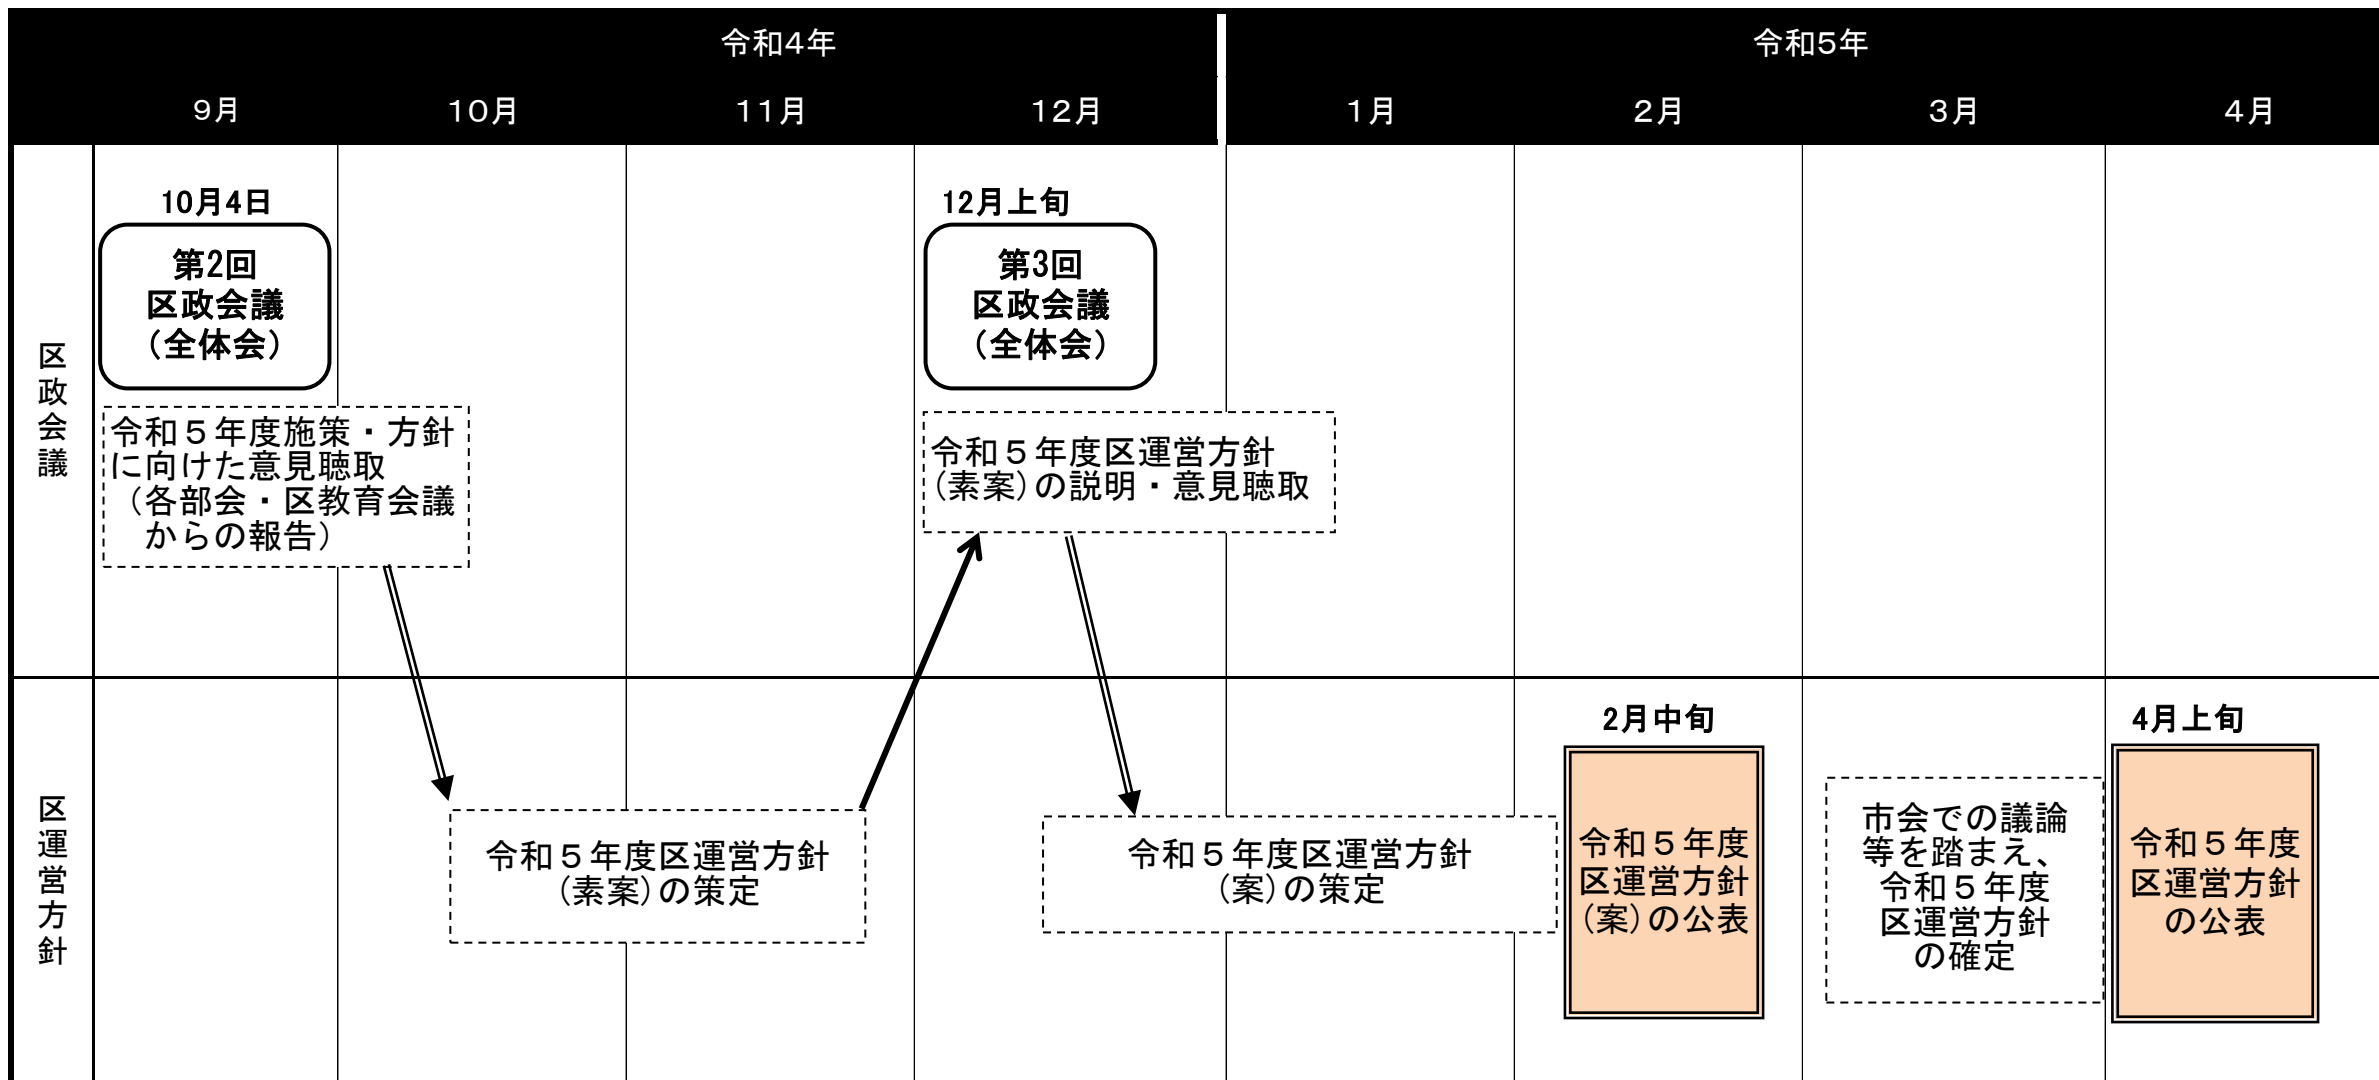 令和4年
令和5年
9月
10月
11月
12月
1月
2月
3月
4月
区政会議
10月4日
第2回
区政会議
（全体会）
令和５年度施策・方針
に向けた意見聴取
（各部会・区教育会議
からの報告）
12月上旬
第3回
区政会議
（全体会）
令和５年度区運営方針
(素案)の説明・意見聴取
区運営方針
令和５年度区運営方針
(素案)の策定
令和５年度区運営方針
(案)の策定
2月中旬
令和５年度
区運営方針
(案)の公表
市会での議論
等を踏まえ、
令和５年度
区運営方針
の確定
4月上旬
令和５年度
区運営方針
の公表